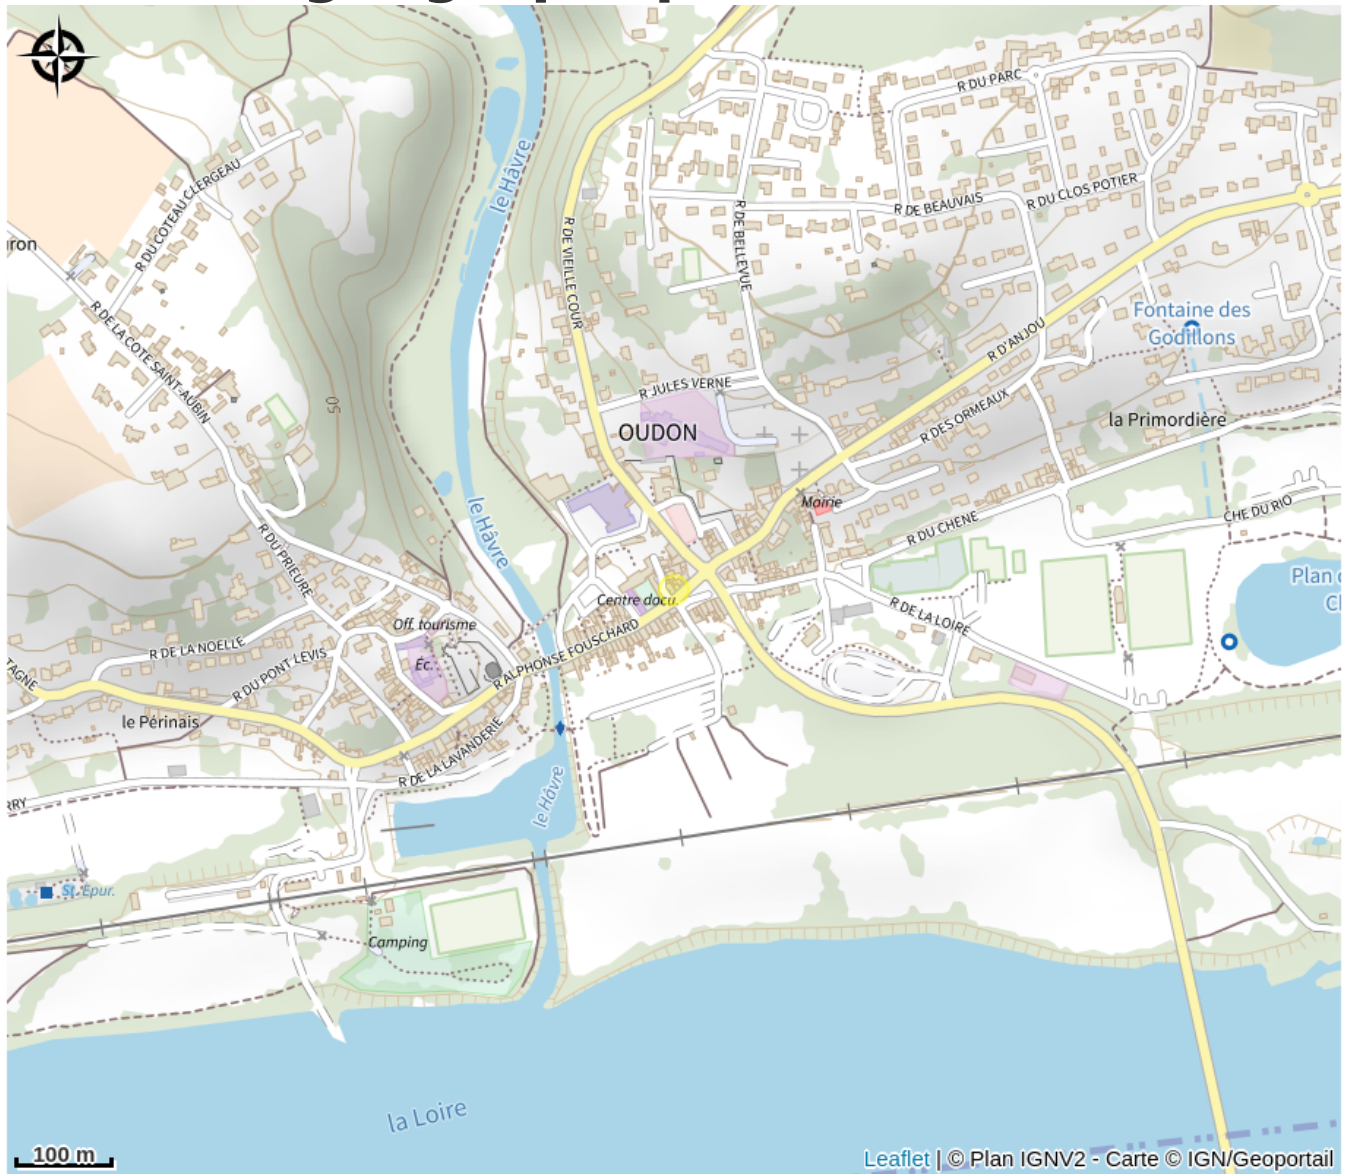 R DU PARC
le Hâvre
R DU COTEAU CLERGEAU
R DU CLOS POTIER
R DE BEAUVAIS
R DE BELLEVUE
R DE VIEILLE COUR
iron
R DE LA COTE SAINT-AUBIN
Fontaine des
Godillons
R D'ANJOU
R JULES VERNE
50
R DES ORMEAUX
la Primordière
OUDON
Mairie
le Hâvre
CHE DU RIO
R DU CHENE
R DU PRIEURE
Plan
Centre docu.
R DE LA LOIRE
Off. tourisme
R ALPHONSE FOUSCHARD
R DE LA NOELLE
Éc.
R DU PONT-LEVIS
TAGNE
le Périnais
R DE LA LAVANDERIE
le Hâvre
RRY
St. Epur.
Camping
la Loire
100 m
Leaflet | © Plan IGNV2 - Carte © IGN/Geoportail